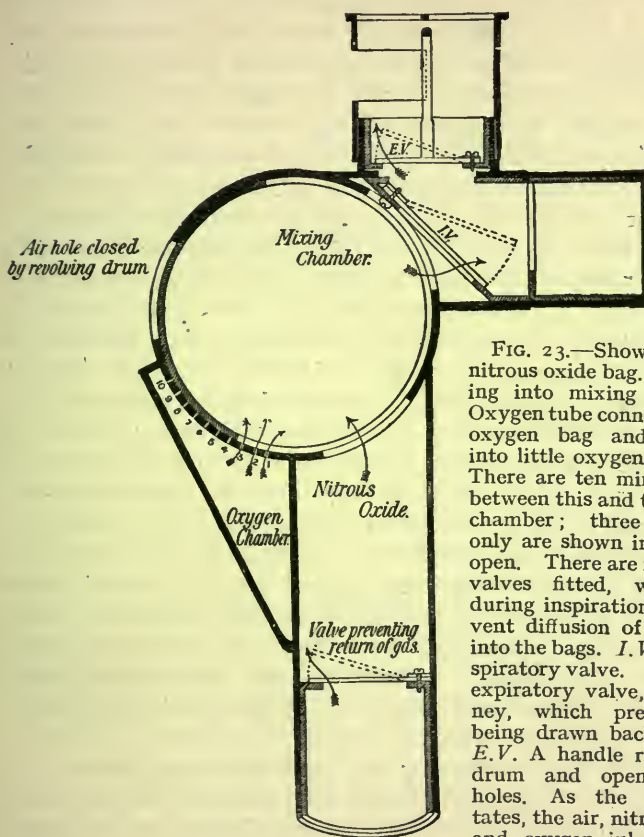 E.V.
I.V.
Mixing
Chamber.
Air hole closed
by revolving drum
10 9 8 7 6 5 4 3 2 1
Nitrous
Oxide.
Oxygen
Chamber.
Valve preventing
return of gas.
FIG. 23.—Show
nitrous oxide bag.
ing into mixing
Oxygen tube conn
oxygen bag and
into little oxygen
There are ten min
between this and t
chamber; three
only are shown in
open. There are
valves fitted, w
during inspiration
vent diffusion of
into the bags. I.V
spiratory valve.
expiratory valve,
ney, which pre
being drawn bac
E.V. A handle r
drum and open
holes. As the
tates, the air, nitr
and oxygen inl